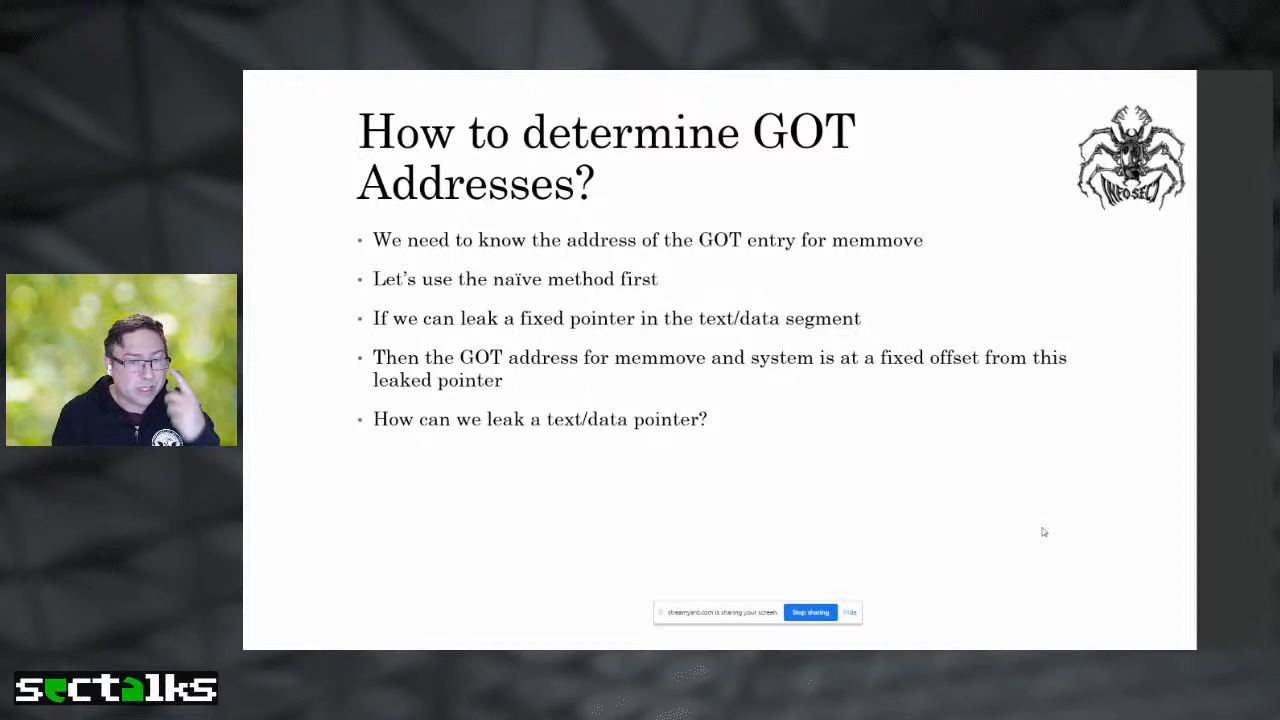 How to determine GOT
Addresses?
INFOSECT
• We need to know the address of the GOT entry for memmove
• Let's use the naïve method first
• If we can leak a fixed pointer in the text/data segment
• Then the GOT address for memmove and system is at a fixed offset from this
leaked pointer
• How can we leak a text/data pointer?
streamyard.com is sharing your screen. Stop sharing Hide
sectalks